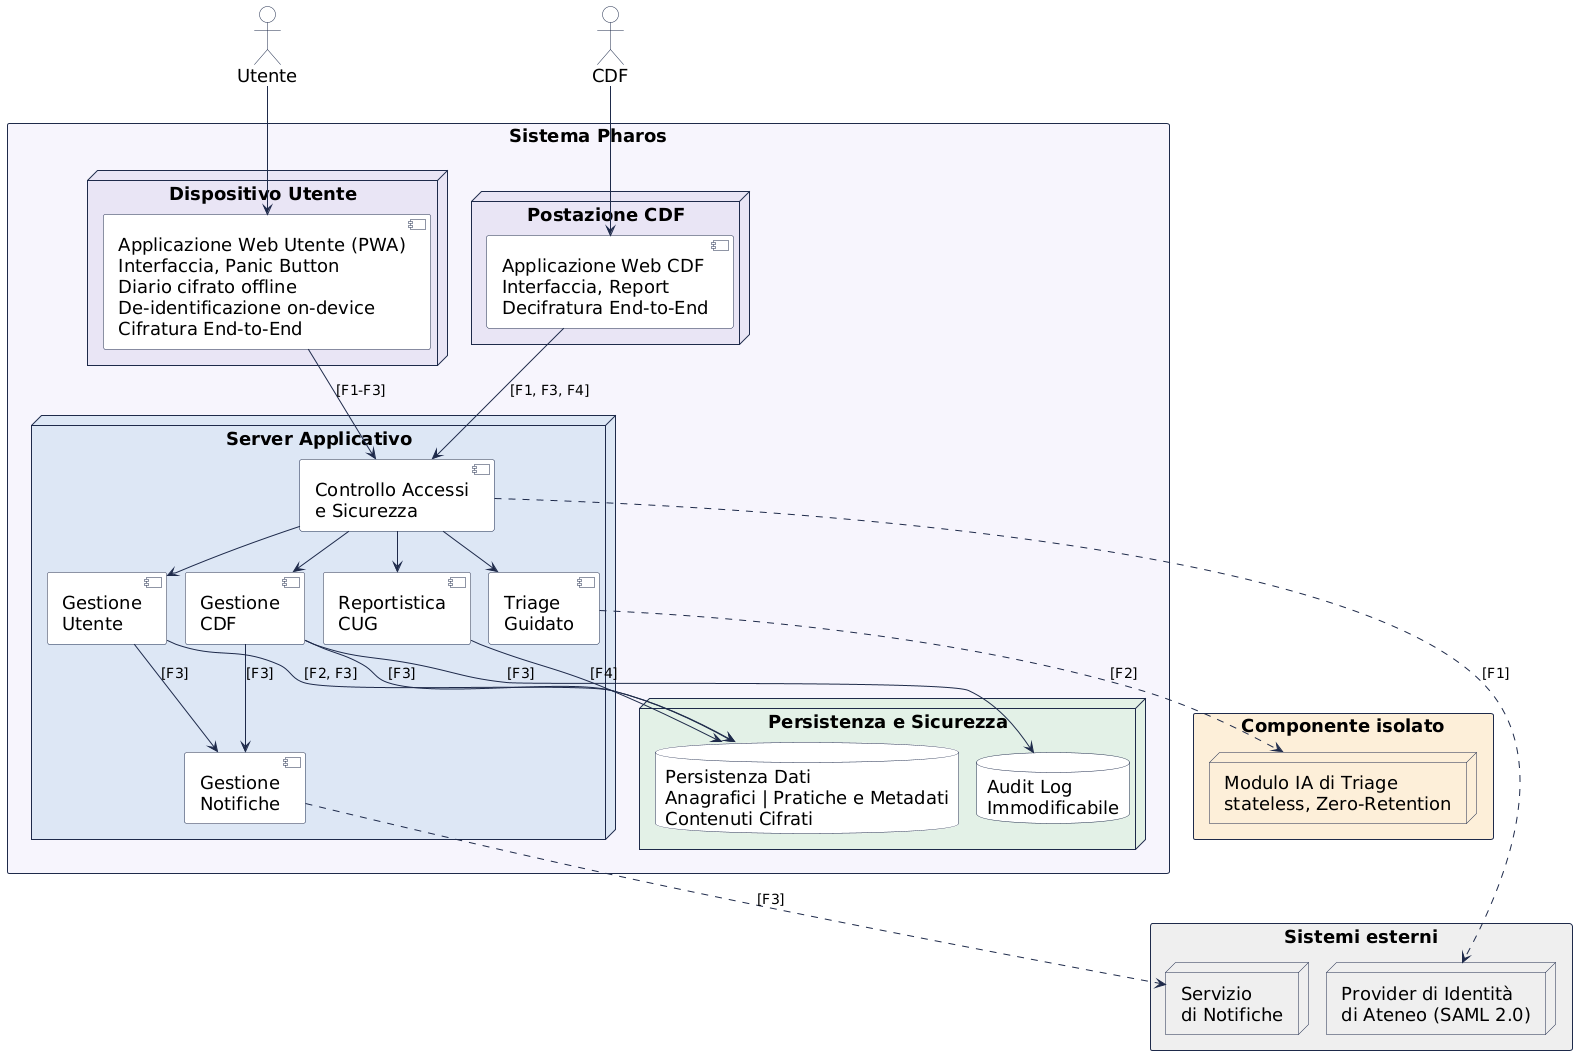 Utente
CDF
Sistema Pharos
Dispositivo Utente
Applicazione Web Utente (PWA)
Interfaccia, Panic Button
Diario cifrato offline
De-identificazione on-device
Cifratura End-to-End
Postazione CDF
Applicazione Web CDF
Interfaccia, Report
Decifratura End-to-End
[F1-F3]
[F1, F3, F4]
Server Applicativo
Controllo Accessi
e Sicurezza
Gestione
Utente
Gestione
CDF
Reportistica
CUG
Triage
Guidato
[F3]
[F3]
[F2, F3]
[F3]
[F3]
[F4]
[F2]
[F1]
Gestione
Notifiche
Persistenza e Sicurezza
Persistenza Dati
Anagrafici | Pratiche e Metadati
Contenuti Cifrati
Audit Log
Immodificabile
Componente isolato
Modulo IA di Triage
stateless, Zero-Retention
[F3]
Sistemi esterni
Servizio
di Notifiche
Provider di Identità
di Ateneo (SAML 2.0)